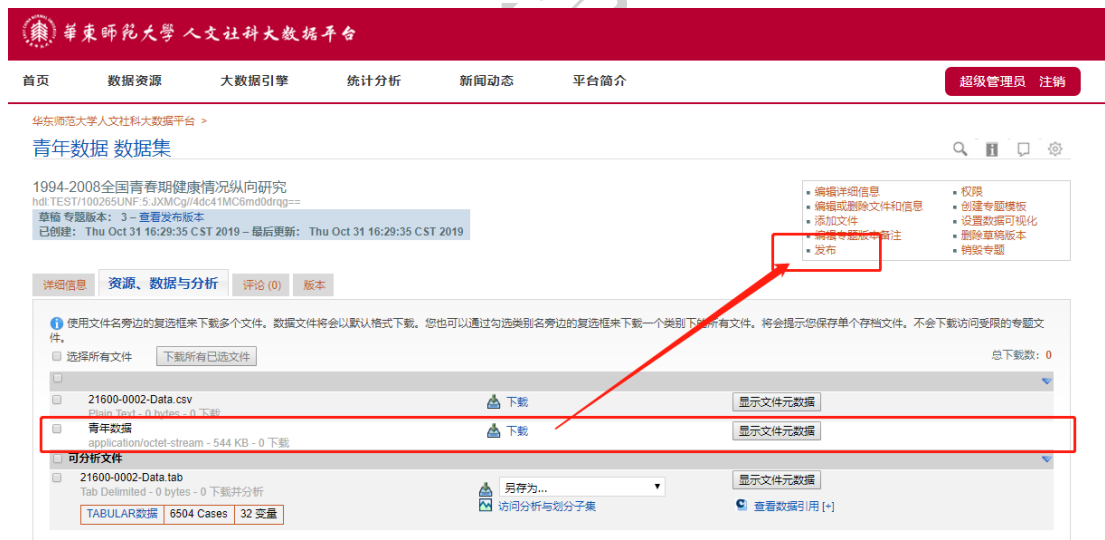 華東師範大學 人文社科大数据平台
首页 数据资源 大数据引擎 统计分析 新闻动态 平台简介 超级管理员 注销
华东师范大学人文社科大数据平台 >
青年数据 数据集
1994-2008全国青春期健康情况纵向研究
hdl:TEST/100265UNF:5:JXMCg//4dc41MC6md0drqg==
草稿 专题版本： 3 – 查看发布版本
已创建： Thu Oct 31 16:29:35 CST 2019 – 最后更新： Thu Oct 31 16:29:35 CST 2019
编辑详细信息
编辑或删除文件和信息
添加文件
编辑专题版本备注
发布
权限
创建专题模板
设置数据可视化
删除草稿版本
销毁专题
详细信息 资源、数据与分析 评论 (0) 版本
使用文件名旁边的复选框来下载多个文件。数据文件将会以默认格式下载。您也可以通过勾选类别名旁边的复选框来下载一个类别下的所有文件。将会提示您保存单个存档文件。不会下载访问受限的专题文
件。
选择所有文件 下载所有已选文件 总下载数： 0
21600-0002-Data.csv 下载 显示文件元数据
Plain Text - 0 bytes - 0 下载
青年数据 下载 显示文件元数据
application/octet-stream - 544 KB - 0 下载
可分析文件
21600-0002-Data.tab 显示文件元数据
Tab Delimited - 0 bytes - 0 下载并分析 另存为...
访问分析与划分子集 查看数据引用 [+]
TABULAR数据 6504 Cases 32 变量